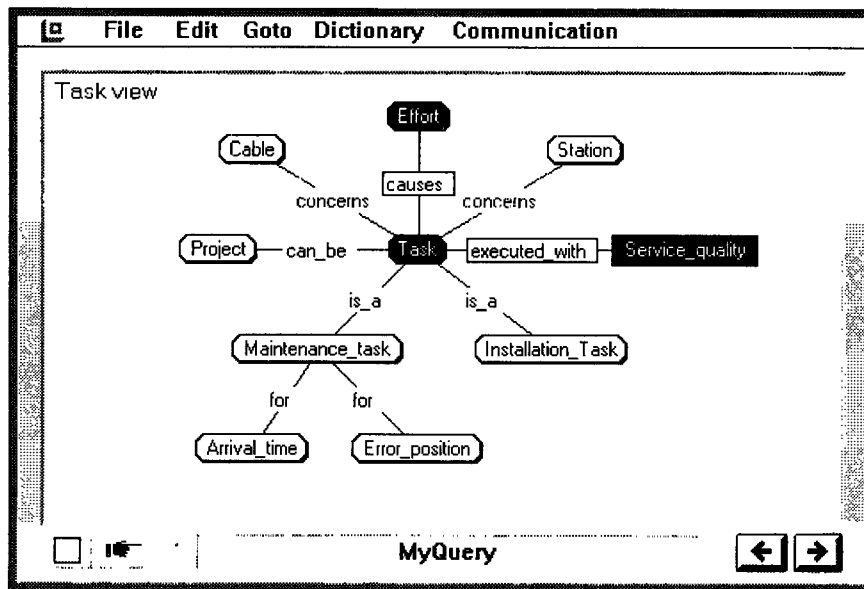 File Edit Goto Dictionary Communication
Task view
Effort
Cable
Station
causes
concerns
concerns
Project
can_be
Task
executed_with
Service_quality
is_a
is_a
Maintenance_task
Installation_Task
for
for
Arrival_time
Error_position
MyQuery